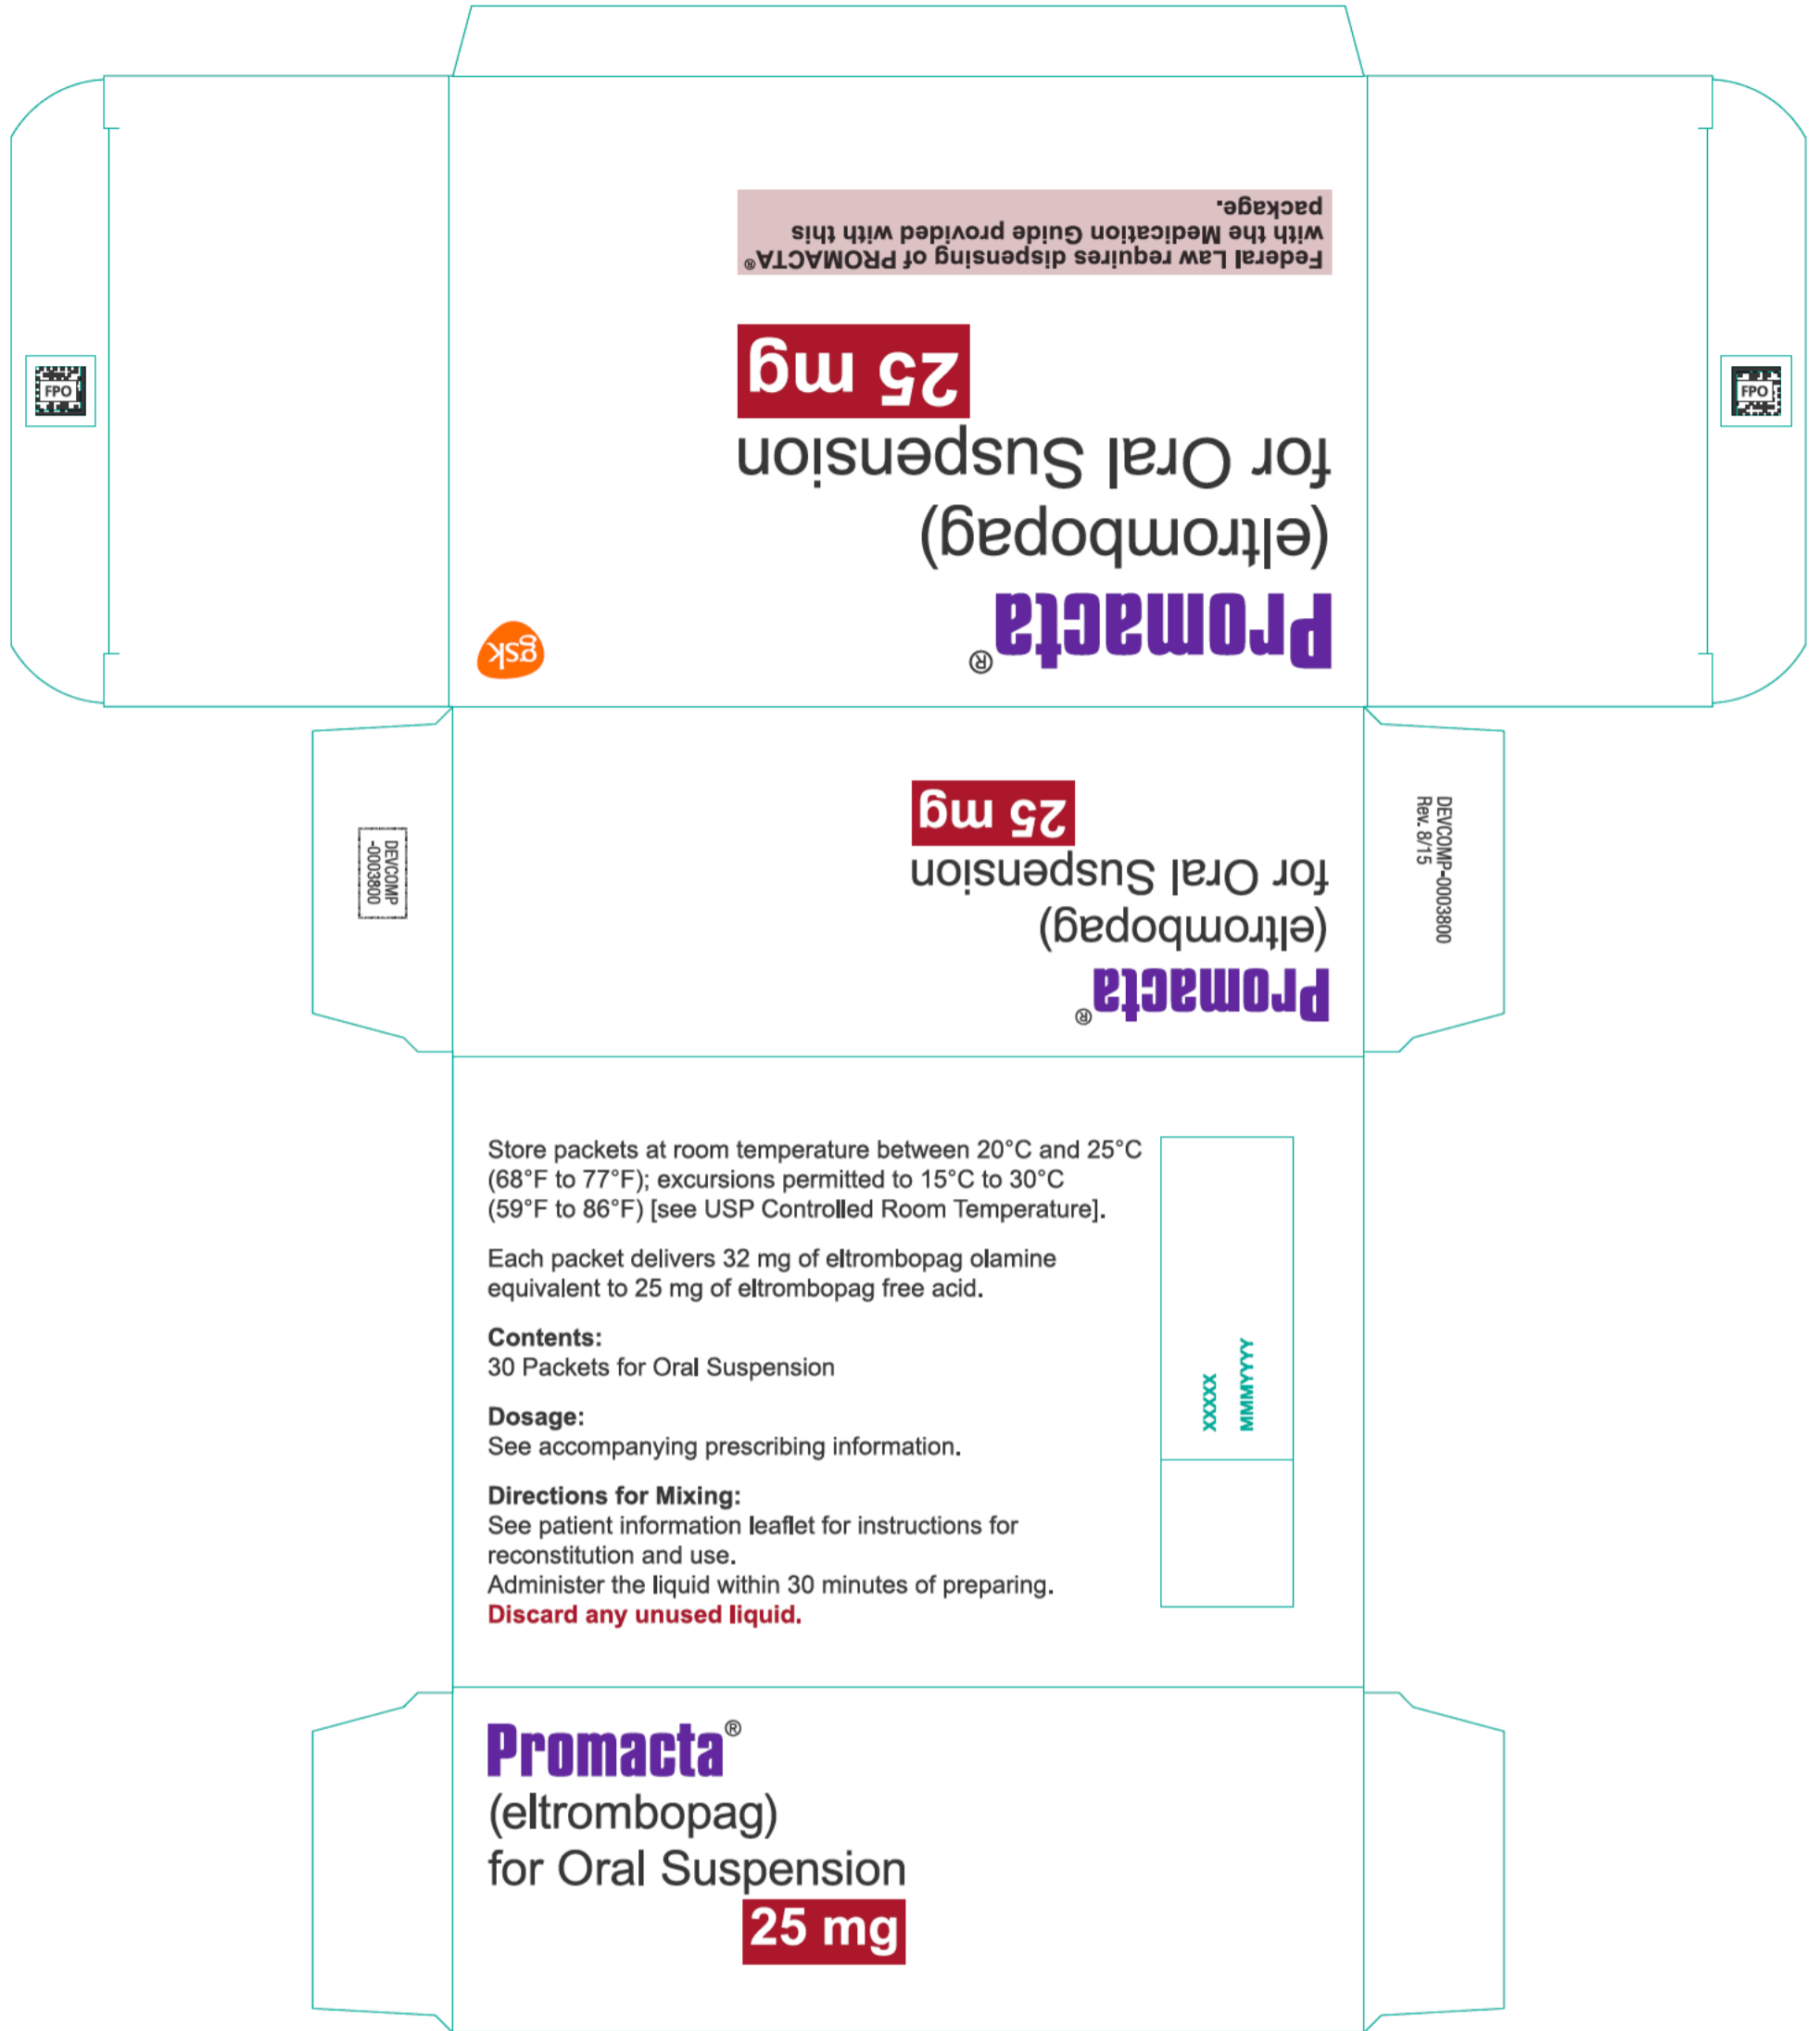 Federal Law requires dispensing of PROMACTA®
with the Medication Guide provided with this
package.
25 mg
for Oral Suspension
(eltrombopag)
Promacta®
gsk
FPO
FPO
25 mg
for Oral Suspension
(eltrombopag)
Promacta®
DEVCOMP
-0003800
DEVCOMP-0003800
Rev. 8/15
Store packets at room temperature between 20°C and 25°C
(68°F to 77°F); excursions permitted to 15°C to 30°C
(59°F to 86°F) [see USP Controlled Room Temperature].
Each packet delivers 32 mg of eltrombopag olamine
equivalent to 25 mg of eltrombopag free acid.
Contents:
30 Packets for Oral Suspension
Dosage:
See accompanying prescribing information.
Directions for Mixing:
See patient information leaflet for instructions for
reconstitution and use.
Administer the liquid within 30 minutes of preparing.
Discard any unused liquid.
XXXXX
MMMYYYY
Promacta®
(eltrombopag)
for Oral Suspension
25 mg